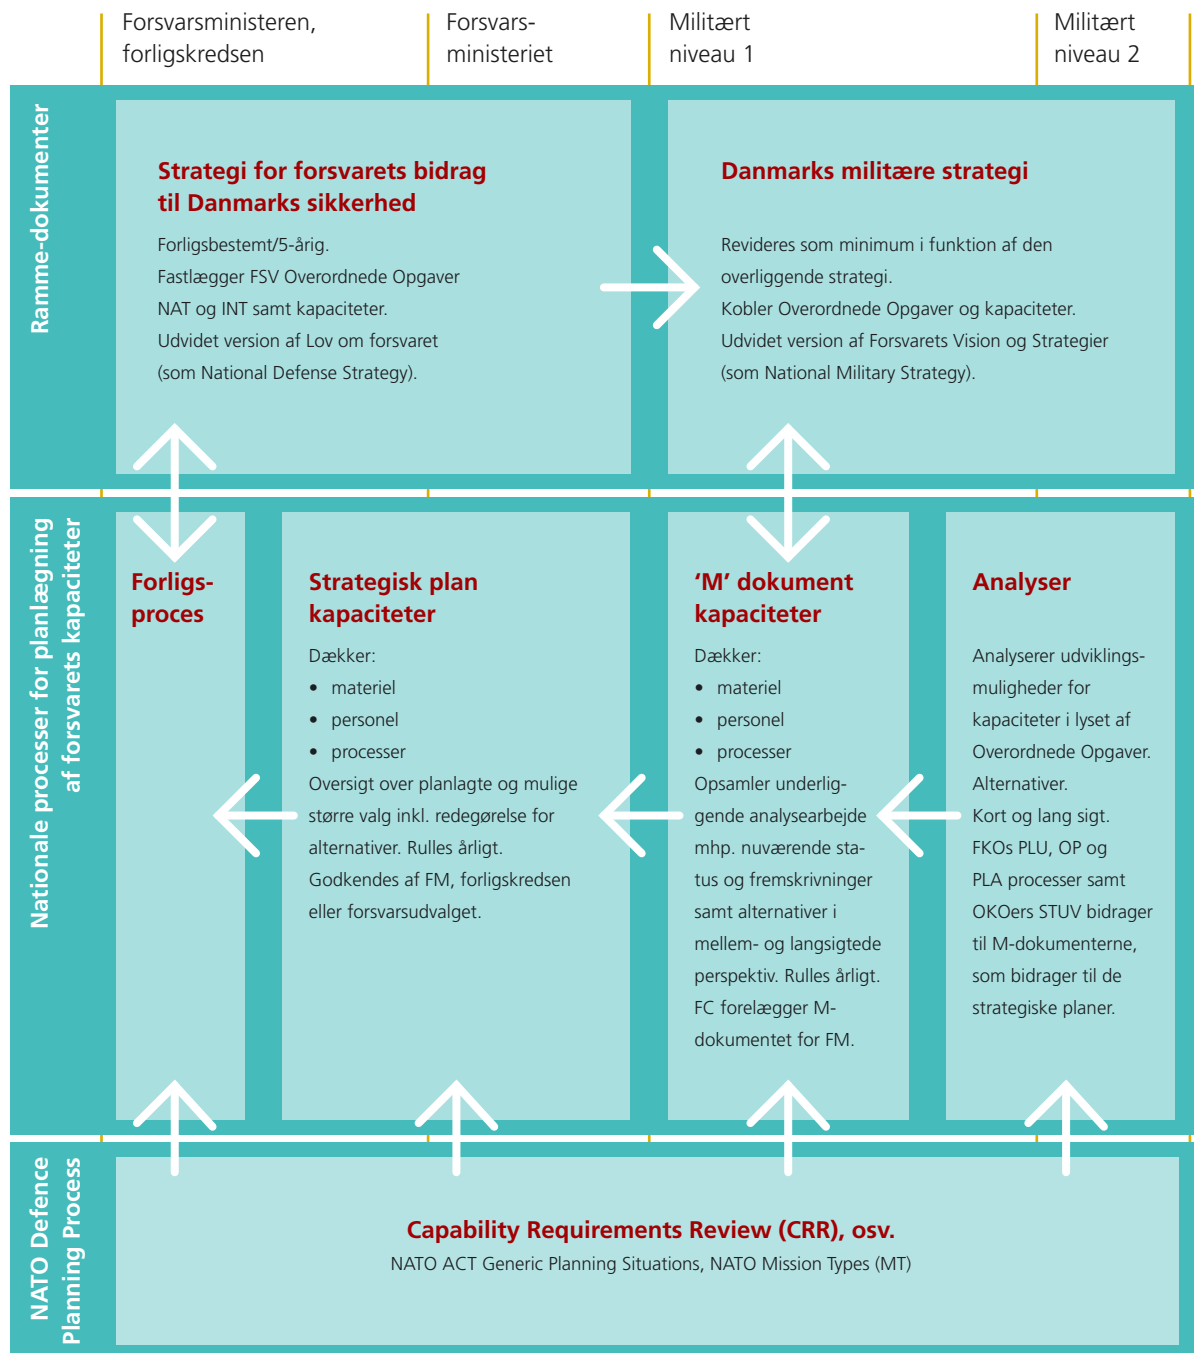 Forsvarsministeren,
forligskredsen
Forsvars-
ministeriet
Militært
niveau 1
Militært
niveau 2
Ramme-dokumenter
Strategi for forsvarets bidrag
til Danmarks sikkerhed
Forligsbestemt/5-årig.
Fastlægger FSV Overordnede Opgaver
NAT og INT samt kapaciteter.
Udvidet version af Lov om forsvaret
(som National Defense Strategy).
Danmarks militære strategi
Revideres som minimum i funktion af den
overliggende strategi.
Kobler Overordnede Opgaver og kapaciteter.
Udvidet version af Forsvarets Vision og Strategier
(som National Military Strategy).
Nationale processer for planlægning
af forsvarets kapaciteter
Forligs-
proces
Strategisk plan
kapaciteter
Dækker:
• materiel
• personel
• processer
Oversigt over planlagte og mulige
større valg inkl. redegørelse for
alternativer. Rulles årligt.
Godkendes af FM, forligskredsen
eller forsvarsudvalget.
‘M’ dokument
kapaciteter
Dækker:
• materiel
• personel
• processer
Opsamler underlig-
gende analysearbejde
mhp. nuværende sta-
tus og fremskrivninger
samt alternativer i
mellem- og langsigtede
perspektiv. Rulles årligt.
FC forelægger M-
dokumentet for FM.
Analyser
Analyserer udviklings-
muligheder for
kapaciteter i lyset af
Overordnede Opgaver.
Alternativer.
Kort og lang sigt.
FKOs PLU, OP og
PLA processer samt
OKOers STUV bidrager
til M-dokumenterne,
som bidrager til de
strategiske planer.
NATO Defence
Planning Process
Capability Requirements Review (CRR), osv.
NATO ACT Generic Planning Situations, NATO Mission Types (MT)